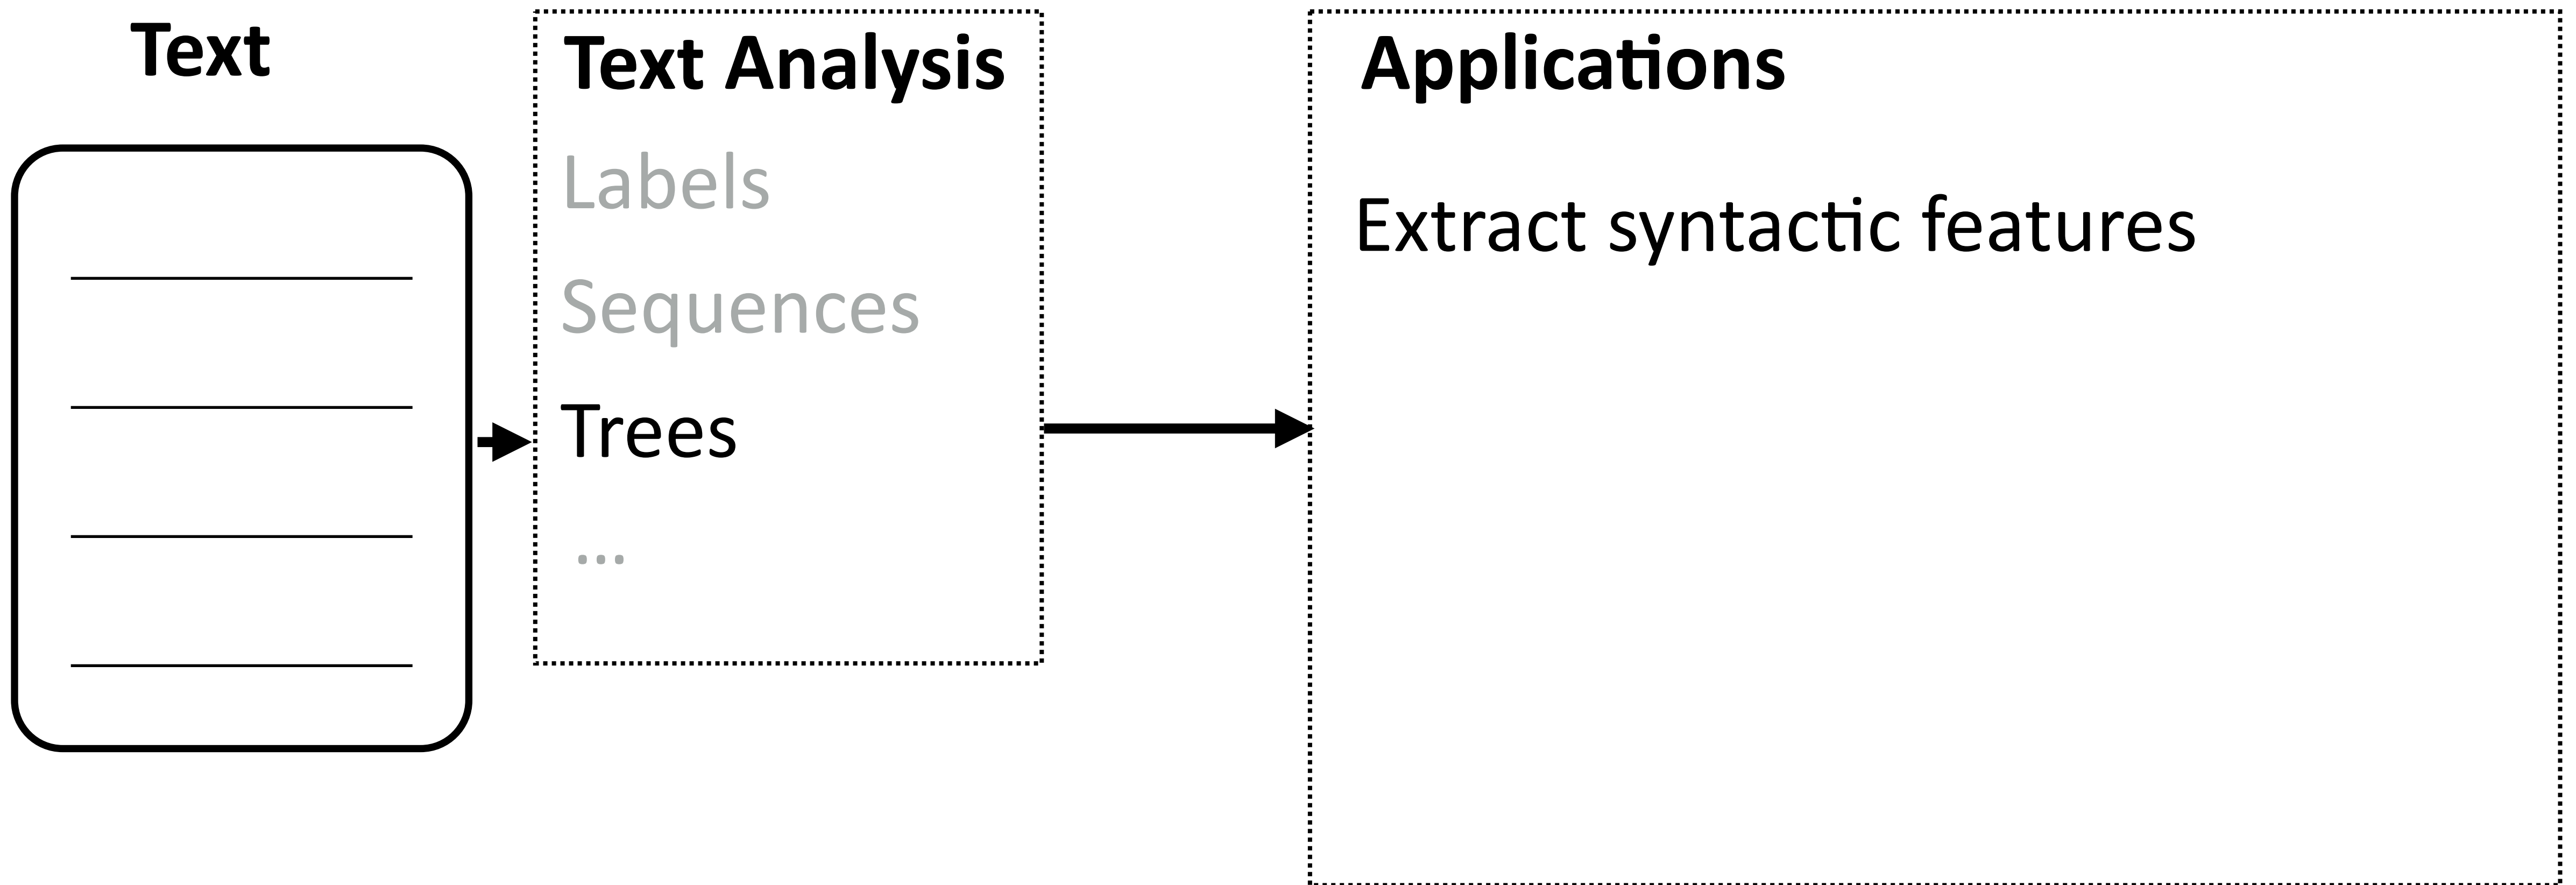 Text
Text Analysis
Labels
Sequences
Trees
...
Applications
Extract syntactic features